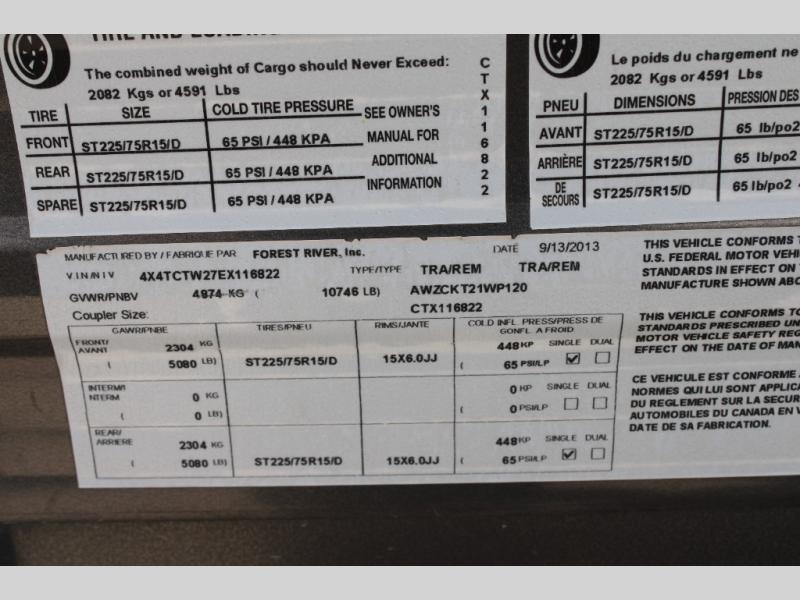 TIRE AND LOADING
The combined weight of Cargo should Never Exceed:
2082 Kgs or 4591 Lbs
TIRE SIZE COLD TIRE PRESSURE
FRONT ST225/75R15/D 65 PSI / 448 KPA
REAR ST225/75R15/D 65 PSI / 448 KPA
SPARE ST225/75R15/D 65 PSI / 448 KPA
SEE OWNER'S
MANUAL FOR
ADDITIONAL
INFORMATION
CTX116822
Le poids du chargement ne
2082 Kgs or 4591 Lbs
PNEU DIMENSIONS PRESSION DES
AVANT ST225/75R15/D 65 lb/po2
ARRIÈRE ST225/75R15/D 65 lb/po2
DE SECOURS ST225/75R15/D 65 lb/po2
MANUFACTURED BY / FABRIQUE PAR FOREST RIVER, Inc. DATE 9/13/2013
V.I.N/N.I.V 4X4TCTW27EX116822 TYPE/TYPE TRA/REM TRA/REM
GVWR/PNBV 4874 KG ( 10746 LB) AWZCKT21WP120
Coupler Size: CTX116822
GAWR/PNBE TIRES/PNEU RIMS/JANTE COLD INFL PRESS/PRESS DE
GONFL A FROID
FRONT/
AVANT 2304 KG 448 KP SINGLE DUAL
( 5080 LB) ST225/75R15/D 15X6.0JJ ( 65 PSI/LP
INTERM/I
NTERM 0 KG 0 KP SINGLE DUAL
( 0 LB) ( 0 PSI/LP
REAR/
ARRIERE 2304 KG 448 KP SINGLE DUAL
( 5080 LB) ST225/75R15/D 15X6.0JJ ( 65 PSI/LP
THIS VEHICLE CONFORMS T
U.S. FEDERAL MOTOR VEH
STANDARDS IN EFFECT ON
MANUFACTURE SHOWN ABO
THIS VEHICLE CONFORMS TO
STANDARDS PRESCRIBED UN
MOTOR VEHICLE SAFETY REG
EFFECT ON THE DATE OF MAN
CE VEHICULE EST CONFORME
NORMES QUI LUI SONT APPLICA
DU REGLEMENT SUR LA SECUR
AUTOMOBILES DU CANADA EN V
DATE DE SA FABRICATION.